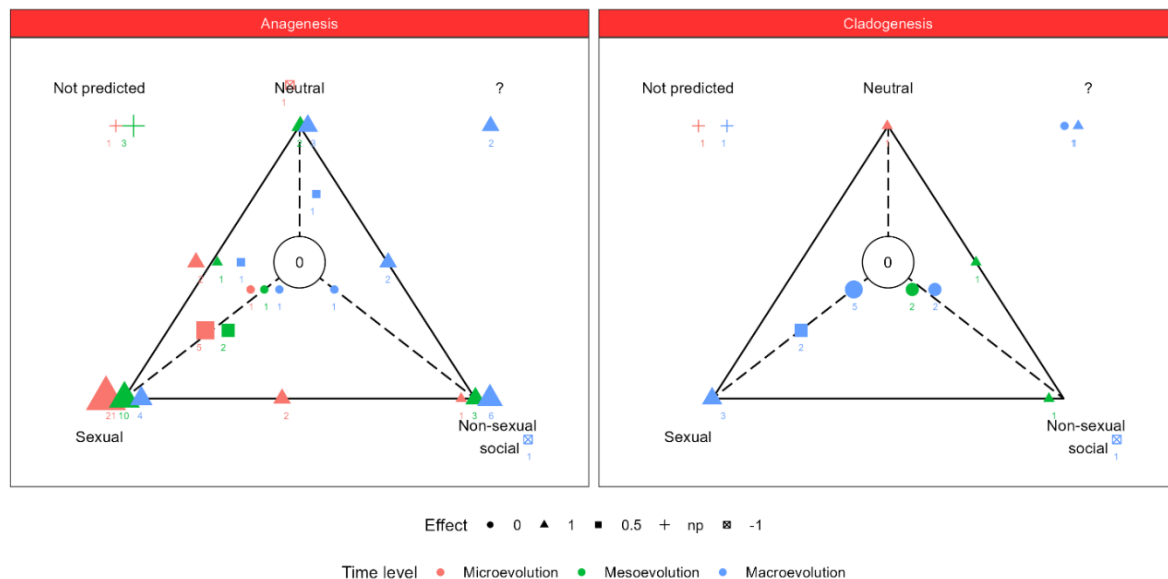 Anagenesis
Cladogenesis
Not predicted
Neutral
?
1
1 3
2 3
2
1
0
2 1 1
2
1 1 1 1
5 2
21 10 4
2
1 3 6
Sexual
Non-sexual
social
1
Not predicted
Neutral
?
1 1
1
1
0
1
5 2 2
2
3
1
Sexual
Non-sexual
social
1
Effect 0 1 0.5 np -1
Time level Microevolution Mesoevolution Macroevolution